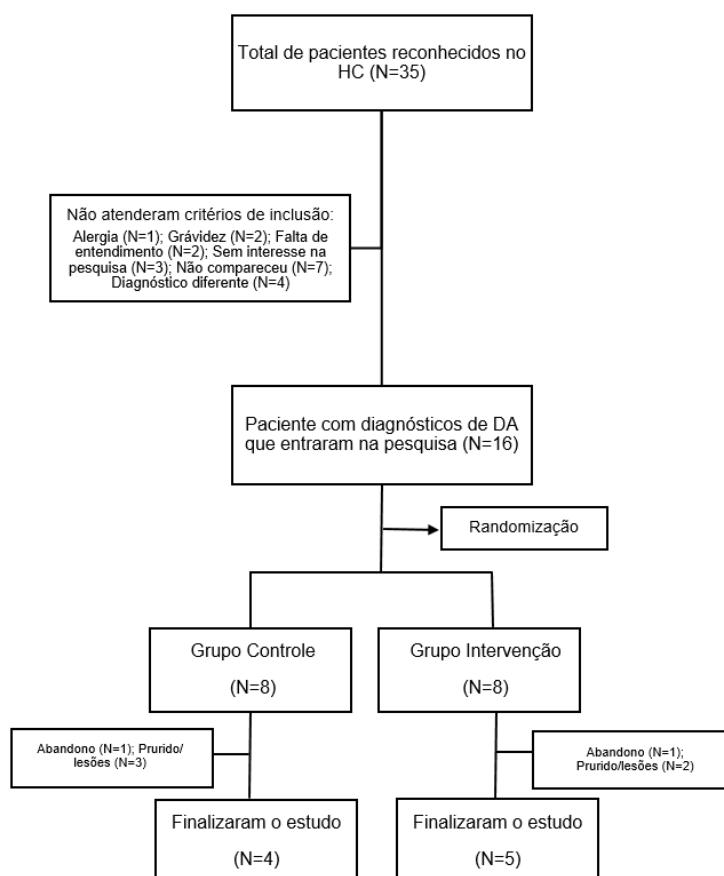 Total de pacientes reconhecidos no
HC (N=35)
Não atenderam critérios de inclusão:
Alergia (N=1); Grávidez (N=2); Falta de
entendimento (N=2); Sem interesse na
pesquisa (N=3); Não compareceu (N=7);
Diagnóstico diferente (N=4)
Paciente com diagnósticos de DA
que entraram na pesquisa (N=16)
Randomização
Grupo Controle
(N=8)
Grupo Intervenção
(N=8)
Abandono (N=1); Prurido/
lesões (N=3)
Abandono (N=1);
Prurido/lesões (N=2)
Finalizaram o estudo
(N=4)
Finalizaram o estudo
(N=5)